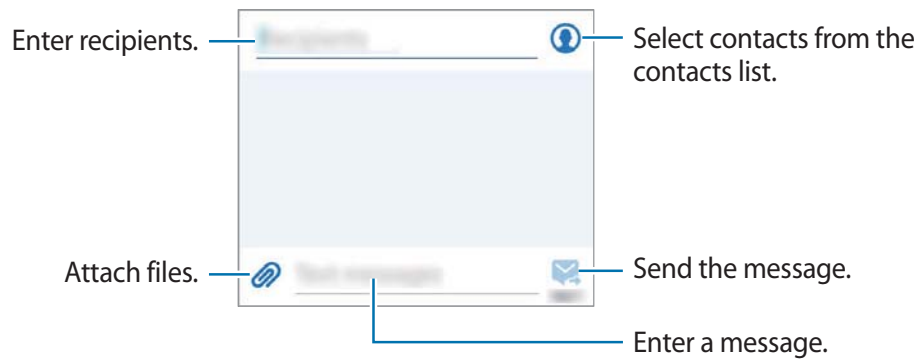 Enter recipients.
Select contacts from the
contacts list.
Attach files.
Send the message.
Enter a message.